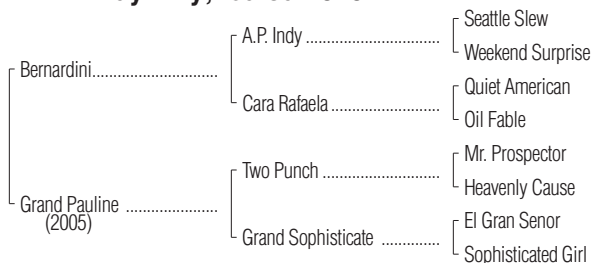 Seattle Slew
A.P. Indy
Weekend Surprise
Bernardini
Quiet American
Cara Rafaela
Oil Fable
Mr. Prospector
Two Punch
Heavenly Cause
Grand Pauline
(2005)
El Gran Senor
Grand Sophisticate
Sophisticated Girl